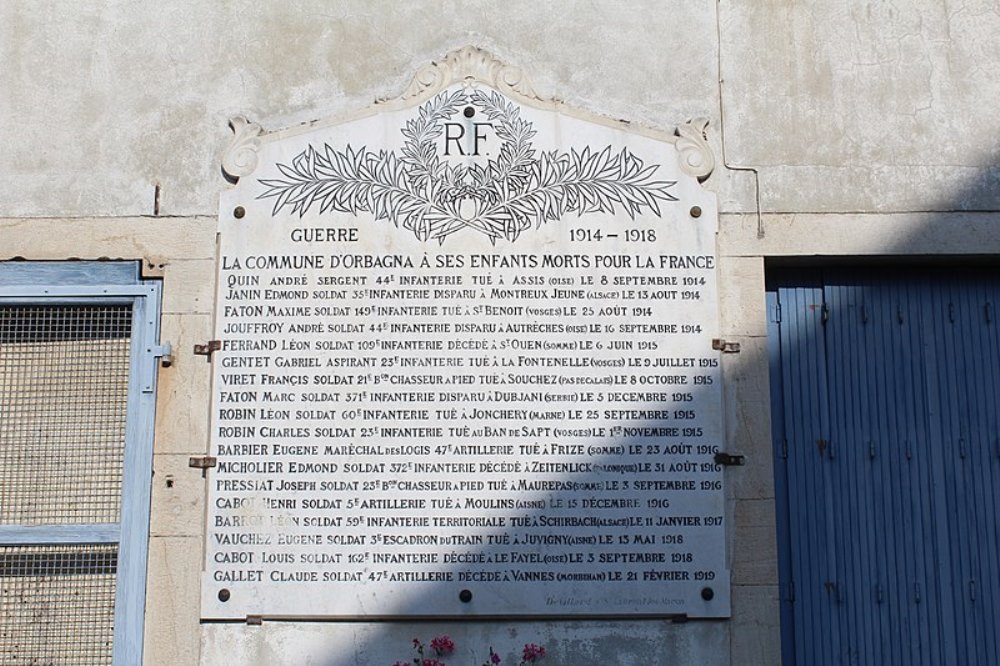 R.F.
GUERRE 1914 – 1918
LA COMMUNE D'ORBAGNA À SES ENFANTS MORTS POUR LA FRANCE
QUIN ANDRÉ SERGENT 44E INFANTERIE TUÉ À ASSIS (OISE) LE 8 SEPTEMBRE 1914
JANIN EDMOND SOLDAT 35E INFANTERIE DISPARU À MONTREUX JEUNE (ALSACE) LE 13 AOUT 1914
FATON MAXIME SOLDAT 149E INFANTERIE TUÉ À ST BENOIT (VOSGES) LE 25 AOÛT 1914
JOUFFROY ANDRÉ SOLDAT 44E INFANTERIE DISPARU À AUTRÈCHES (OISE) LE 16 SEPTEMBRE 1914
FERRAND LÉON SOLDAT 109E INFANTERIE DÉCÉDÉ À ST OUEN (SOMME) LE 6 JUIN 1915
GENTET GABRIEL ASPIRANT 23E INFANTERIE TUÉ À LA FONTENELLE (VOSGES) LE 9 JUILLET 1915
VIRET FRANÇIS SOLDAT 21E BON CHASSEUR A PIED TUÉ À SOUCHEZ (PAS DE CALAIS) LE 8 OCTOBRE 1915
FATON MARC SOLDAT 371E INFANTERIE DISPARU À DUBJANI (SERBIE) LE 5 DECEMBRE 1915
ROBIN LÉON SOLDAT 60E INFANTERIE TUÉ À JONCHERY (MARNE) LE 25 SEPTEMBRE 1915
ROBIN CHARLES SOLDAT 23E INFANTERIE TUÉ AU BAN DE SAPT (VOSGES) LE 1ER NOVEMBRE 1915
BARBIER EUGENE MARÉCHAL DES LOGIS 47E ARTILLERIE TUÉ À FRIZE (SOMME) LE 23 AOÛT 1916
MICHOLIER EDMOND SOLDAT 372E INFANTERIE DÉCÉDÉ À ZEITENLICK (SALONIQUE) LE 31 AOÛT 1916
PRESSIAT JOSEPH SOLDAT 23E BON CHASSEUR A PIED TUÉ À MAUREPAS (SOMME) LE 3 SEPTEMBRE 1916
CABOT HENRI SOLDAT 5E ARTILLERIE TUÉ À MOULINS (AISNE) LE 15 DÉCEMBRE 1916
LÉON SOLDAT 59E INFANTERIE TERRITORIALE TUÉ À SCHIRBACH (ALSACE) LE 11 JANVIER 1917
VAUCHEZ EUGENE SOLDAT 3E ESCADRON DU TRAIN TUÉ À JUVIGNY (AISNE) LE 13 MAI 1918
CABOT LOUIS SOLDAT 162E INFANTERIE DÉCÉDÉ À LE FAYEL (OISE) LE 3 SEPTEMBRE 1918
GALLET CLAUDE SOLDAT 47E ARTILLERIE DÉCÉDÉ À VANNES (MORBIHAN) LE 21 FÉVRIER 1919